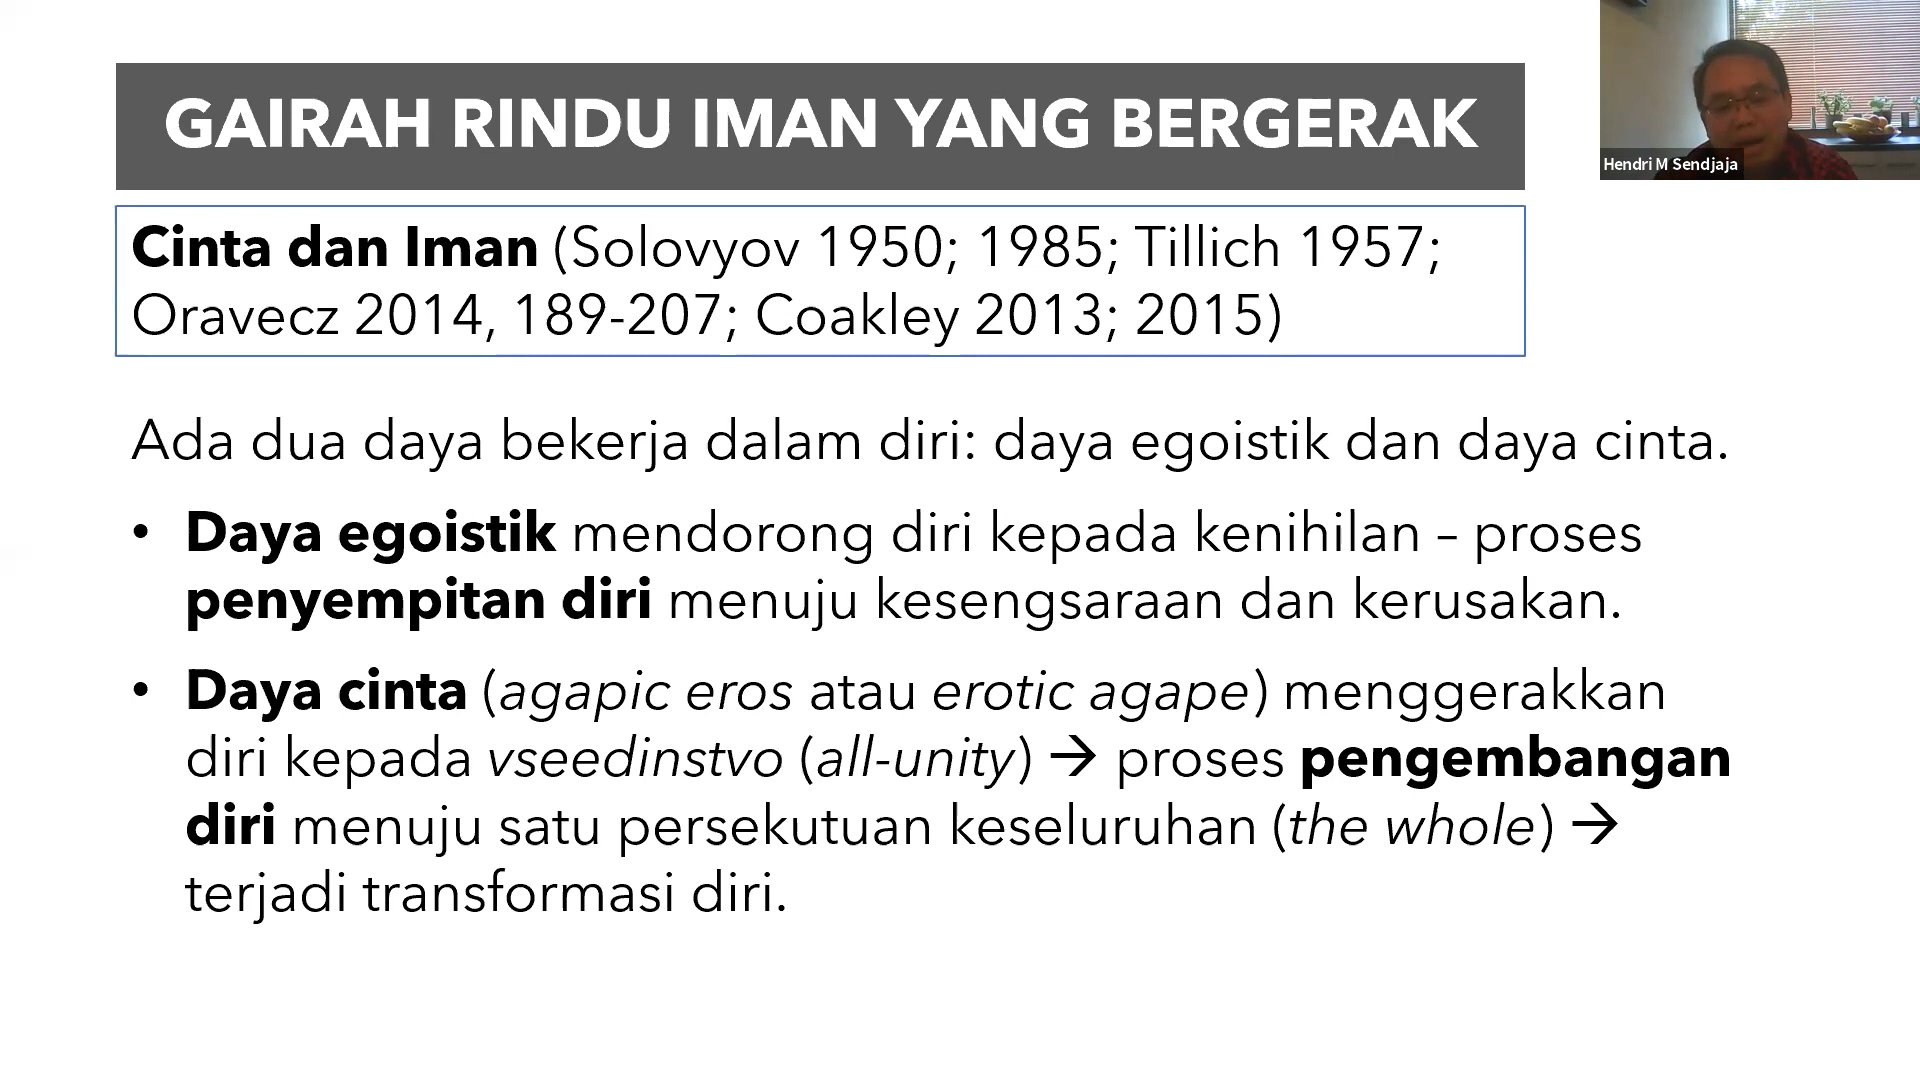 GAIRAH RINDU IMAN YANG BERGERAK
Hendri M Sendjaja
Cinta dan Iman (Solovyov 1950; 1985; Tillich 1957;
Oravecz 2014, 189-207; Coakley 2013; 2015)
Ada dua daya bekerja dalam diri: daya egoistik dan daya cinta.
• Daya egoistik mendorong diri kepada kenihilan – proses
penyempitan diri menuju kesengsaraan dan kerusakan.
• Daya cinta (agapic eros atau erotic agape) menggerakkan
diri kepada vseedinstvo (all-unity) → proses pengembangan
diri menuju satu persekutuan keseluruhan (the whole) →
terjadi transformasi diri.